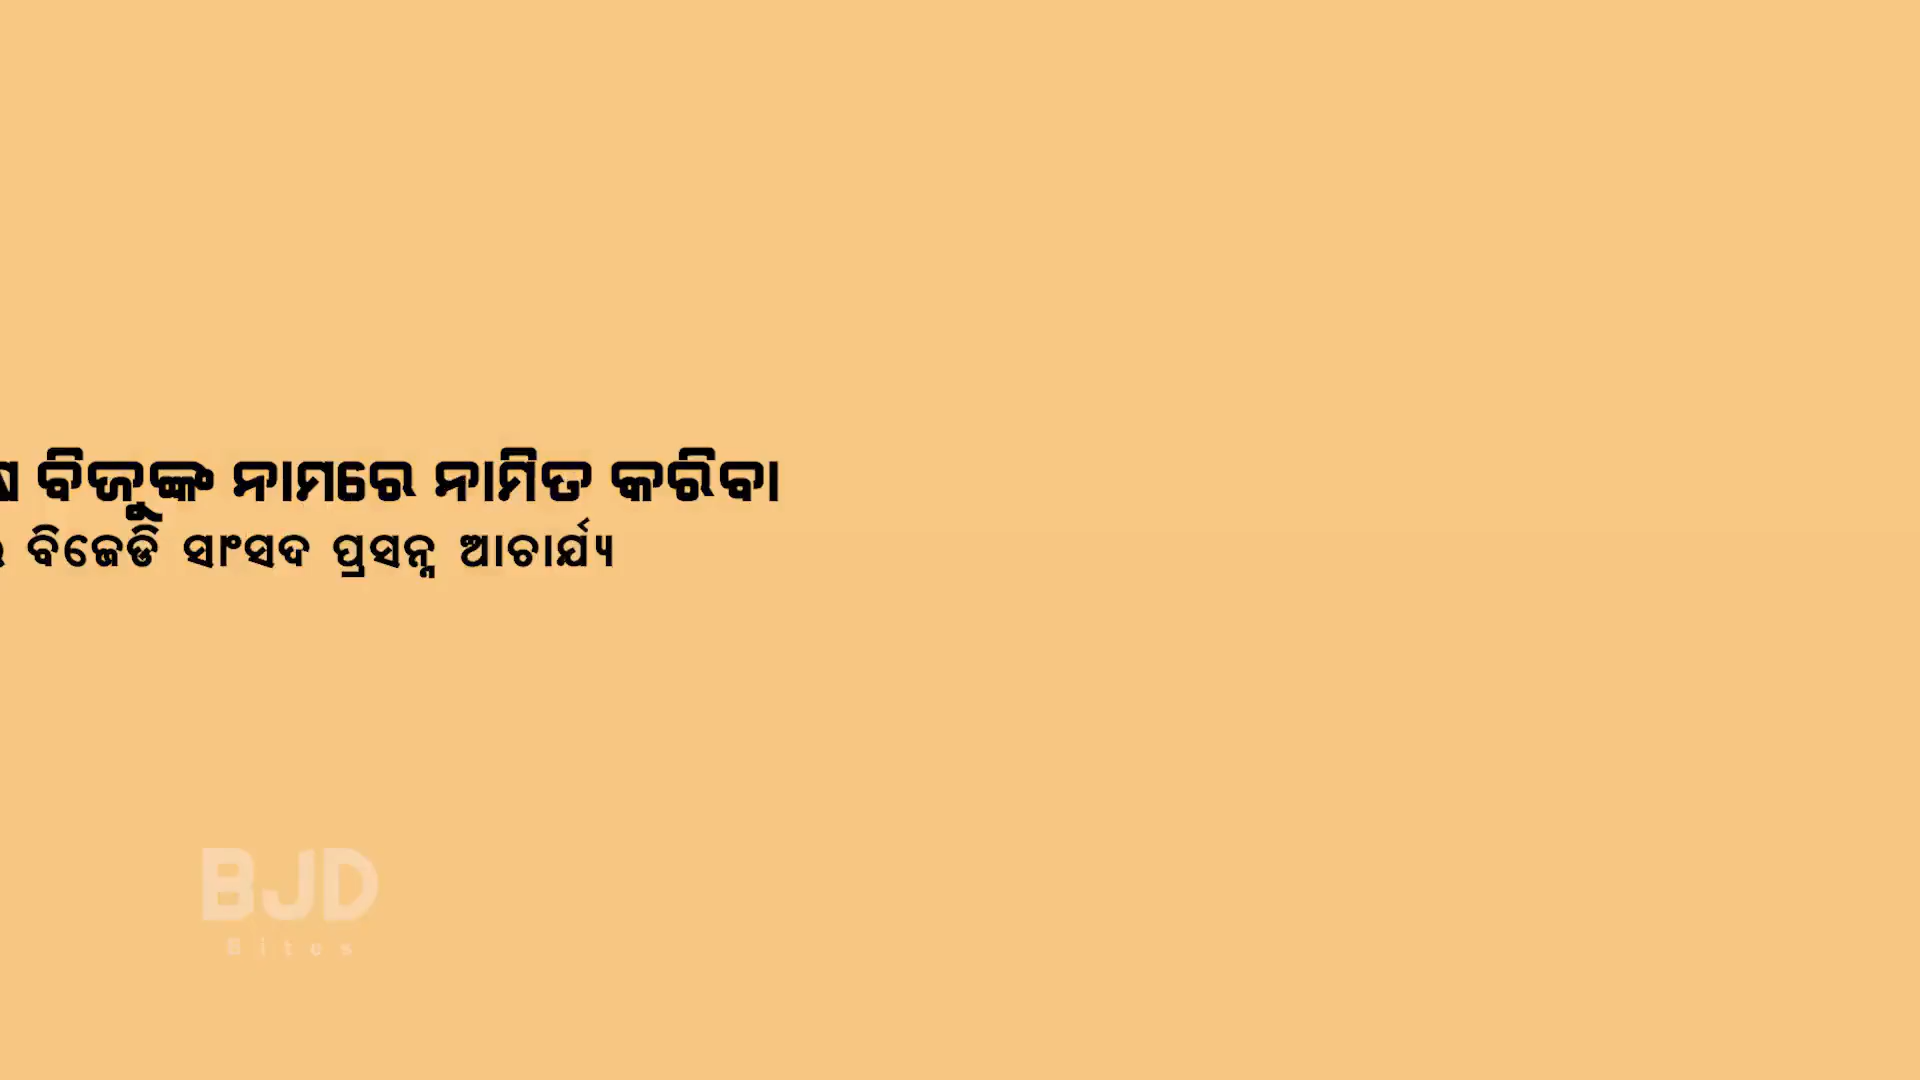 ବିଜୁଙ୍କ ନାମରେ ନାମିତ କରିବା
ବିଜେଡି ସାଂସଦ ପ୍ରସନ୍ନ ଆଚାର୍ଯ୍ୟ
BJD
Bites